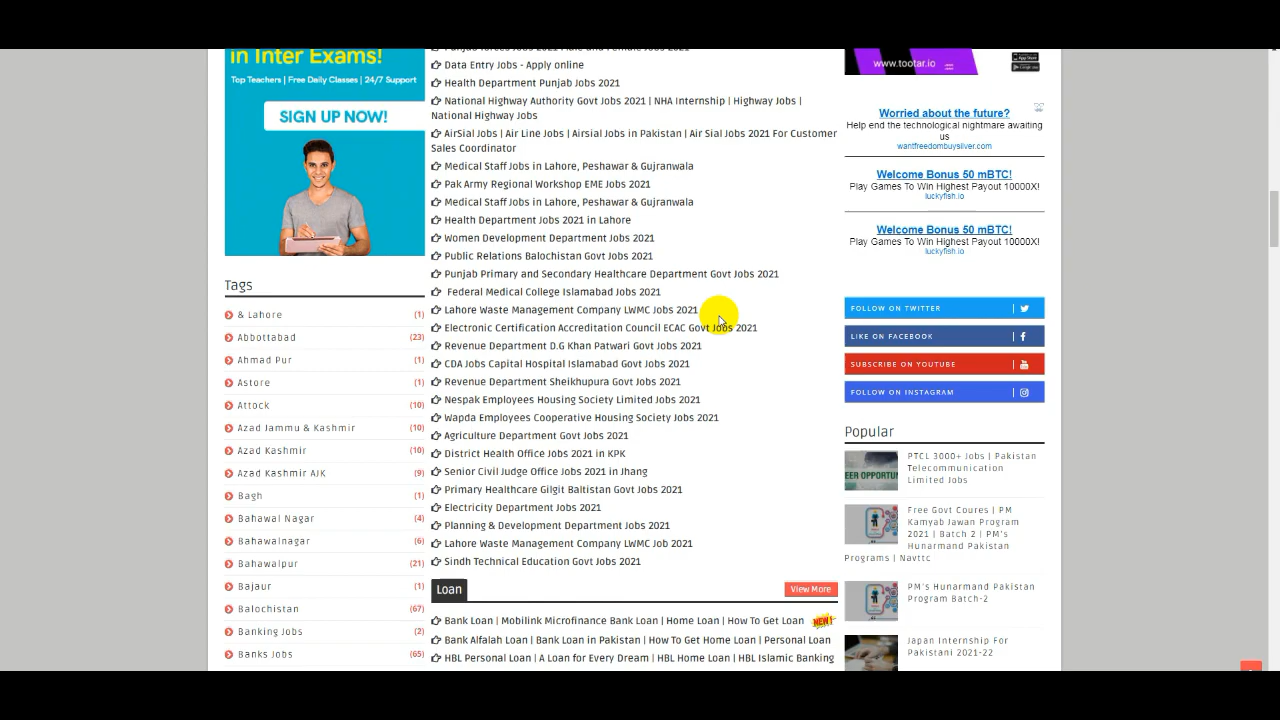 in Inter Exams!
Top Teachers | Free Daily Classes | 24/7 Support
SIGN UP NOW!
Tags
& Lahore (1)
Abbottabad (23)
Ahmad Pur (1)
Astore (1)
Attock (10)
Azad Jammu & Kashmir (10)
Azad Kashmir (10)
Azad Kashmir AJK (9)
Bagh (1)
Bahawal Nagar (4)
Bahawalnagar (6)
Bahawalpur (21)
Bajaur (1)
Balochistan (67)
Banking Jobs (2)
Banks Jobs (65)
Punjab Forces Jobs 2021 Male and Female Jobs 2021
Data Entry Jobs - Apply online
Health Department Punjab Jobs 2021
National Highway Authority Govt Jobs 2021 | NHA Internship | Highway Jobs |
National Highway Jobs
AirSial Jobs | Air Line Jobs | Airsial Jobs in Pakistan | Air Sial Jobs 2021 For Customer
Sales Coordinator
Medical Staff Jobs in Lahore, Peshawar & Gujranwala
Pak Army Regional Workshop EME Jobs 2021
Medical Staff Jobs in Lahore, Peshawar & Gujranwala
Health Department Jobs 2021 in Lahore
Women Development Department Jobs 2021
Public Relations Balochistan Govt Jobs 2021
Punjab Primary and Secondary Healthcare Department Govt Jobs 2021
Federal Medical College Islamabad Jobs 2021
Lahore Waste Management Company LWMC Jobs 2021
Electronic Certification Accreditation Council ECAC Govt Jobs 2021
Revenue Department D.G Khan Patwari Govt Jobs 2021
CDA Jobs Capital Hospital Islamabad Govt Jobs 2021
Revenue Department Sheikhupura Govt Jobs 2021
Nespak Employees Housing Society Limited Jobs 2021
Wapda Employees Cooperative Housing Society Jobs 2021
Agriculture Department Govt Jobs 2021
District Health Office Jobs 2021 in KPK
Senior Civil Judge Office Jobs 2021 in Jhang
Primary Healthcare Gilgit Baltistan Govt Jobs 2021
Electricity Department Jobs 2021
Planning & Development Department Jobs 2021
Lahore Waste Management Company LWMC Job 2021
Sindh Technical Education Govt Jobs 2021
Loan View More
Bank Loan | Mobilink Microfinance Bank Loan | Home Loan | How To Get Loan NEW!
Bank Alfalah Loan | Bank Loan in Pakistan | How To Get Home Loan | Personal Loan
HBL Personal Loan | A Loan for Every Dream | HBL Home Loan | HBL Islamic Banking
www.tootar.io
Worried about the future?
Help end the technological nightmare awaiting
us
wantfreedombuysilver.com
Welcome Bonus 50 mBTC!
Play Games To Win Highest Payout 10000X!
luckyfish.io
Welcome Bonus 50 mBTC!
Play Games To Win Highest Payout 10000X!
luckyfish.io
FOLLOW ON TWITTER
LIKE ON FACEBOOK
SUBSCRIBE ON YOUTUBE
FOLLOW ON INSTAGRAM
Popular
PTCL 3000+ Jobs | Pakistan
Telecommunication
Limited Jobs
Free Govt Coures | PM
Kamyab Jawan Program
2021 | Batch 2 | PM's
Hunarmand Pakistan
Programs | Navttc
PM's Hunarmand Pakistan
Program Batch-2
Japan Internship For
Pakistani 2021-22